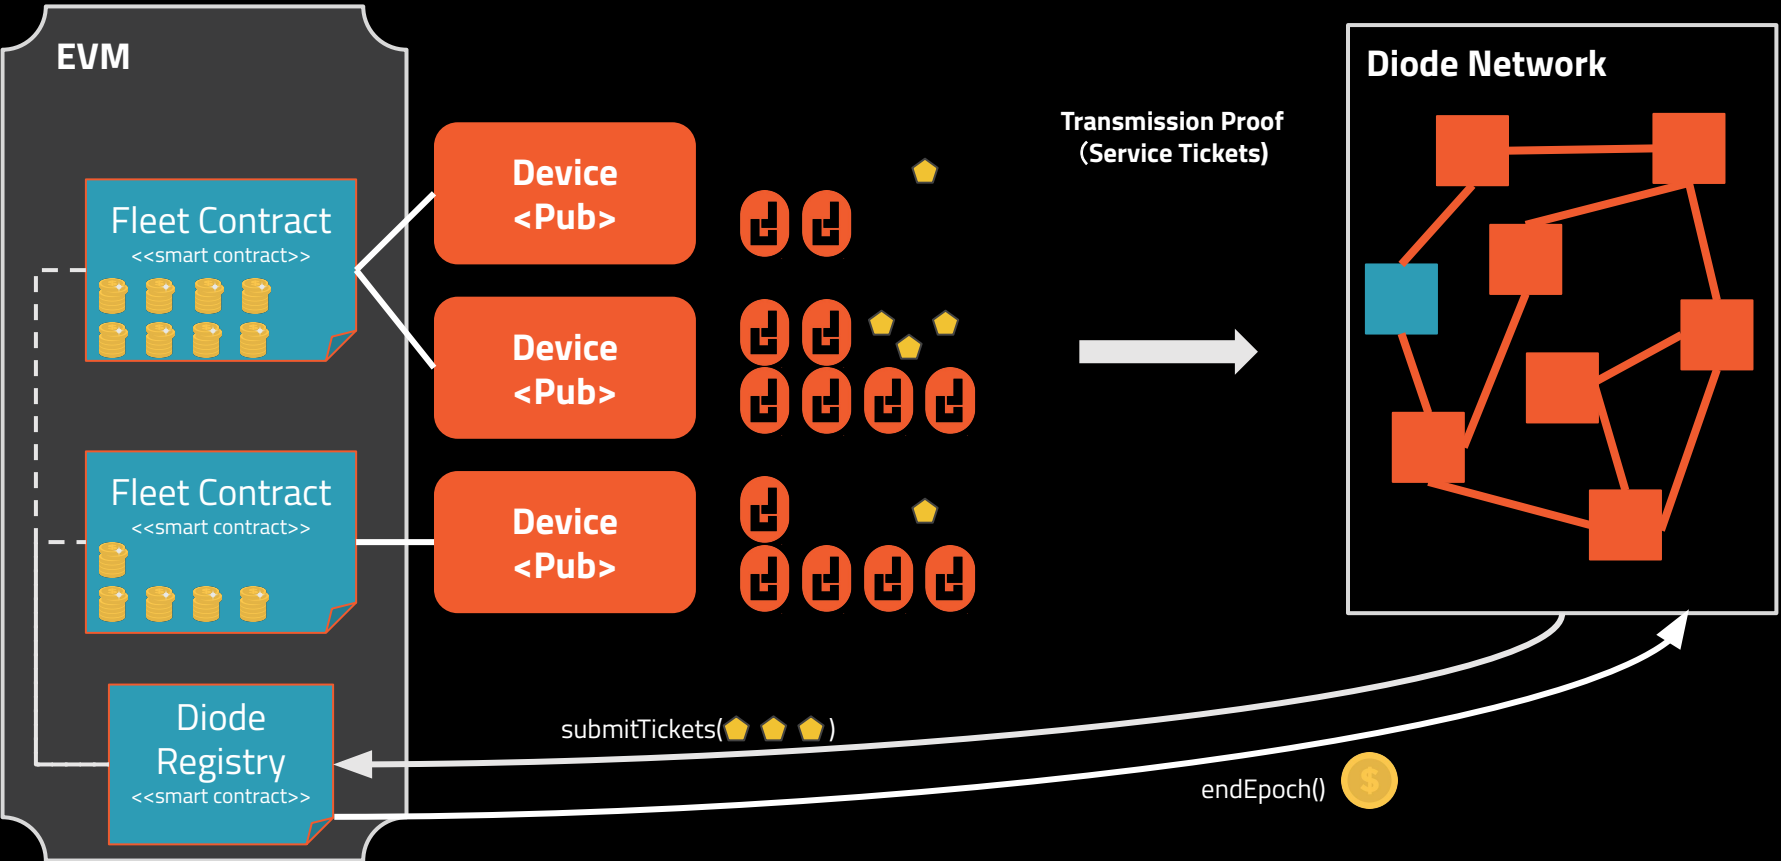 EVM
Fleet Contract
<<smart contract>>
Fleet Contract
<<smart contract>>
Diode
Registry
<<smart contract>>
Device
<Pub>
Device
<Pub>
Device
<Pub>
Transmission Proof
(Service Tickets)
Diode Network
submitTickets( )
endEpoch()
$